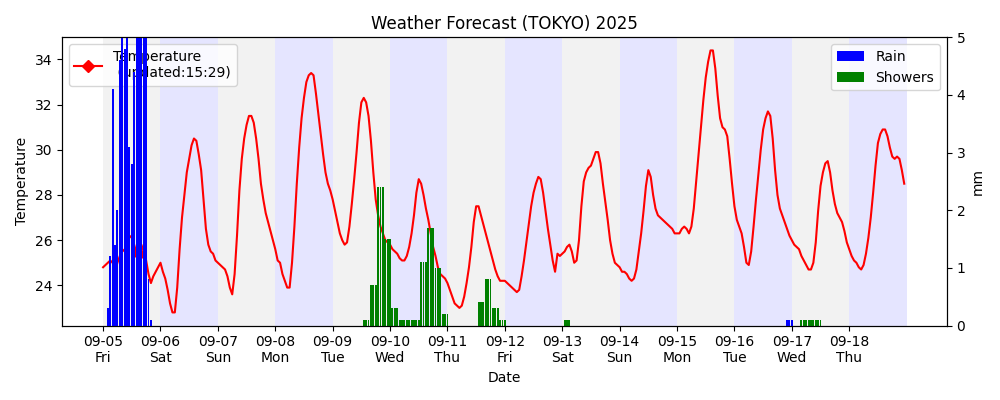 Weather Forecast (TOKYO) 2025
Temperature
(updated:15:29)
Rain
Showers
Temperature
34
32
30
28
26
24
5
4
3
2
1
0
mm
09-05 09-06 09-07 09-08 09-09 09-10 09-11 09-12 09-13 09-14 09-15 09-16 09-17 09-18
Fri Sat Sun Mon Tue Wed Thu Fri Sat Sun Mon Tue Wed Thu
Date